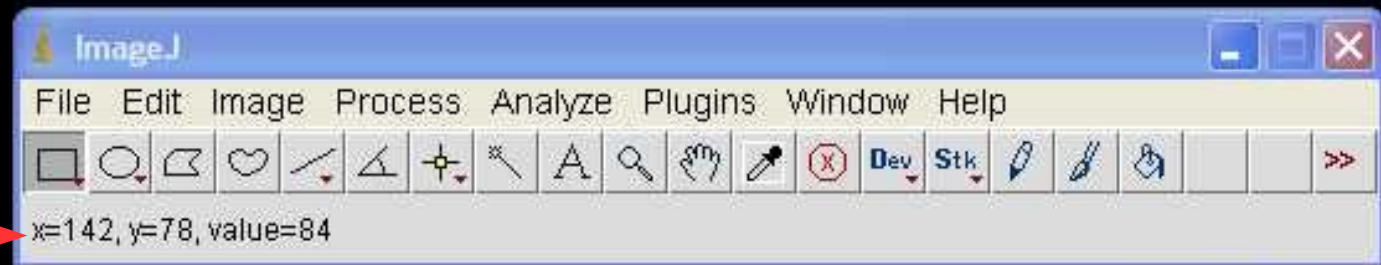 ImageJ
File Edit Image Process Analyze Plugins Window Help
A Dev Stk >>
x=142, y=78, value=84